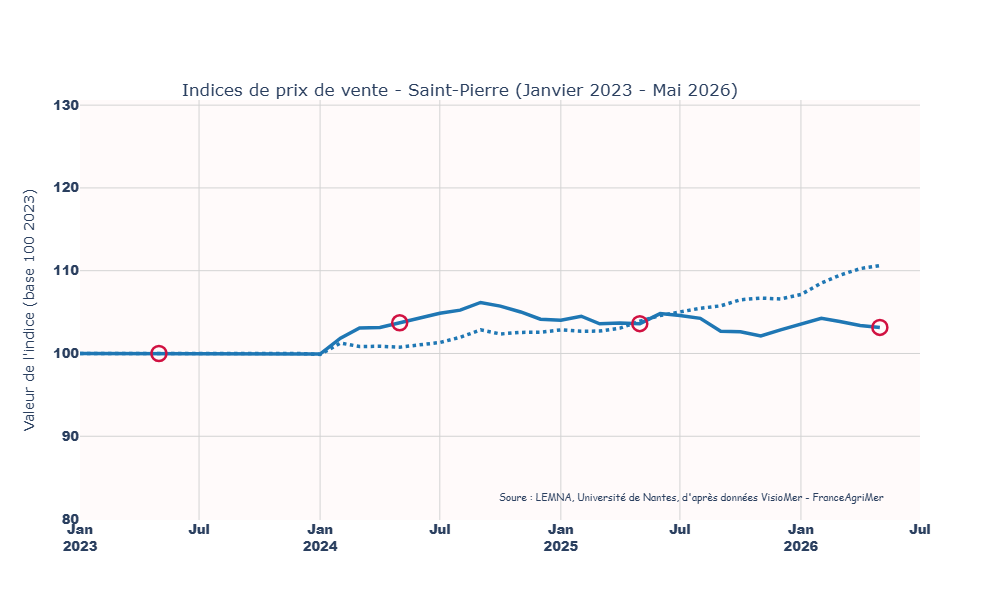 Indices de prix de vente - Saint-Pierre (Janvier 2023 - Mai 2026)
Valeur de l'indice (base 100 2023)
130
120
110
100
90
80
Soure : LEMNA, Université de Nantes, d'après données VisioMer - FranceAgriMer
Jan Jul Jan Jul Jan Jul Jan Jul
2023 2024 2025 2026